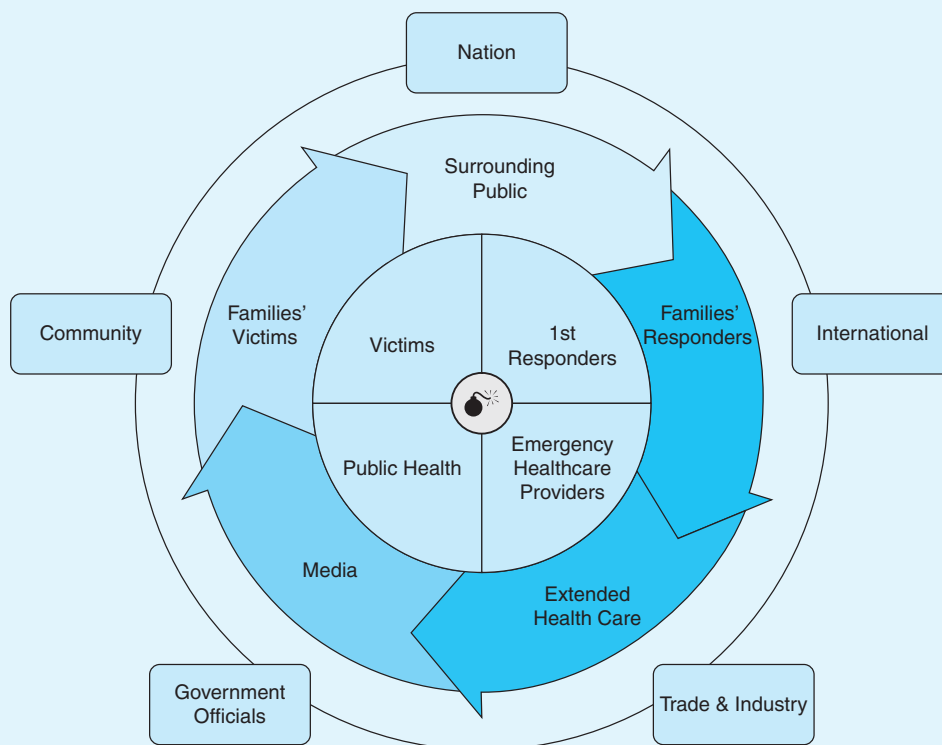 Nation
Surrounding
Public
Families’
Victims
Families’
Responders
Community
International
Victims
1st
Responders
Public Health
Emergency
Healthcare
Providers
Media
Extended
Health Care
Government
Officials
Trade & Industry